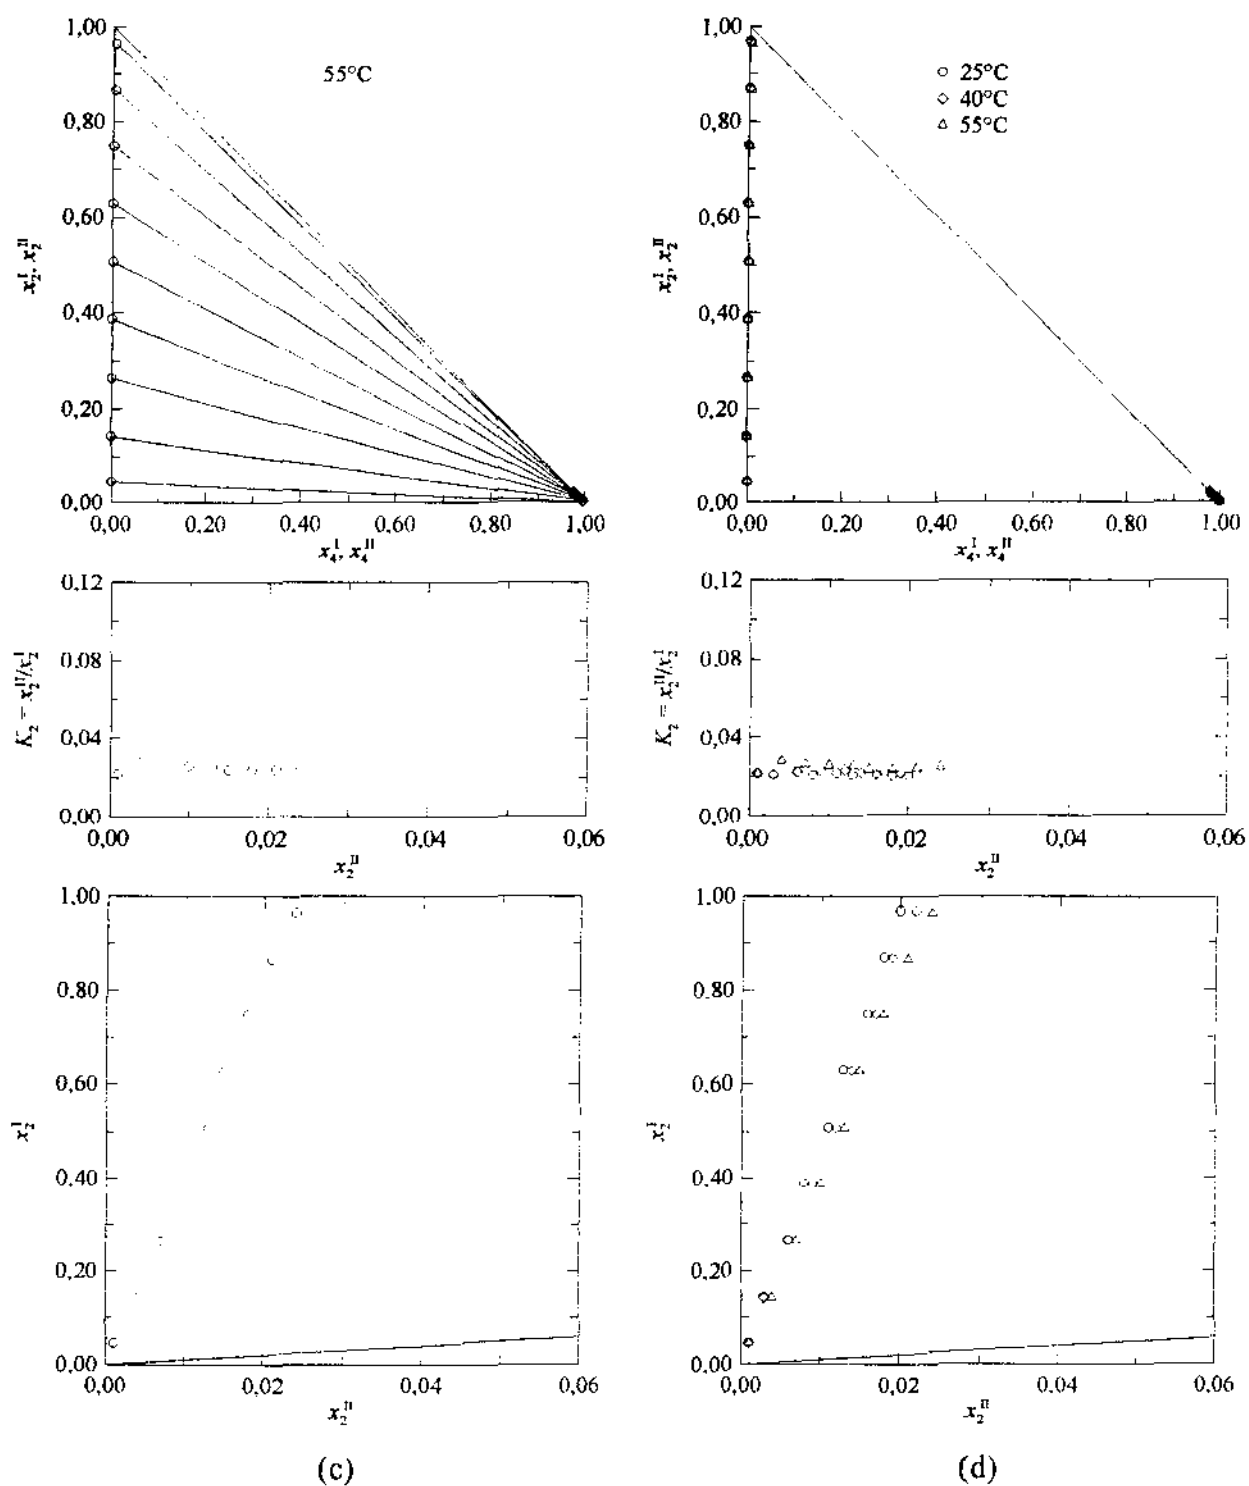 1,00
0,80
0,60
0,40
0,20
0.00
55°C
x₂ᴵ, x₂ᴵᴵ
0,00 0,20 0,40 0,60 0,80 1.00
x₄ᴵ, x₄ᴵᴵ
1,00
0,80
0,60
0,40
0,20
0.00
25°C
40°C
55°C
x₂ᴵ, x₂ᴵᴵ
0.00 0,20 0,40 0,60 0,80 1.00
x₄ᴵ, x₄ᴵᴵ
0.12
0.08
0.04
0.00
K₂ = x₂ᴵᴵ/x₂ᴵ
0.00 0,02 0,04 0.06
x₂ᴵᴵ
0.12
0.08
0.04
0.00
K₂ = x₂ᴵᴵ/x₂ᴵ
0.00 0,02 0,04 0.06
x₂ᴵᴵ
1.00
0.80
0,60
0.40
0.20
0.00
x₂ᴵ
0.00 0,02 0,04 0,06
x₂ᴵᴵ
1.00
0.80
0,60
0.40
0.20
0.00
x₂ᴵ
0.00 0,02 0.04 0.06
x₂ᴵᴵ
(c)
(d)